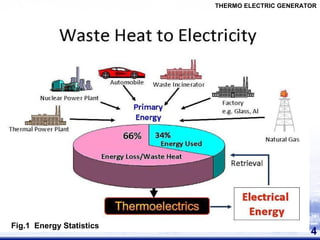 THERMO ELECTRIC GENERATOR
Waste Heat to Electricity
Automobile
Waste Incinerator
Nuclear Power Plant
Primary
Energy
Factory
e.g. Glass, Al
Thermal Power Plant
66%
34%
Energy Used
Natural Gas
Energy Loss/Waste Heat
Retrieval
Thermoelectrics
Electrical
Energy
Fig.1 Energy Statistics
4